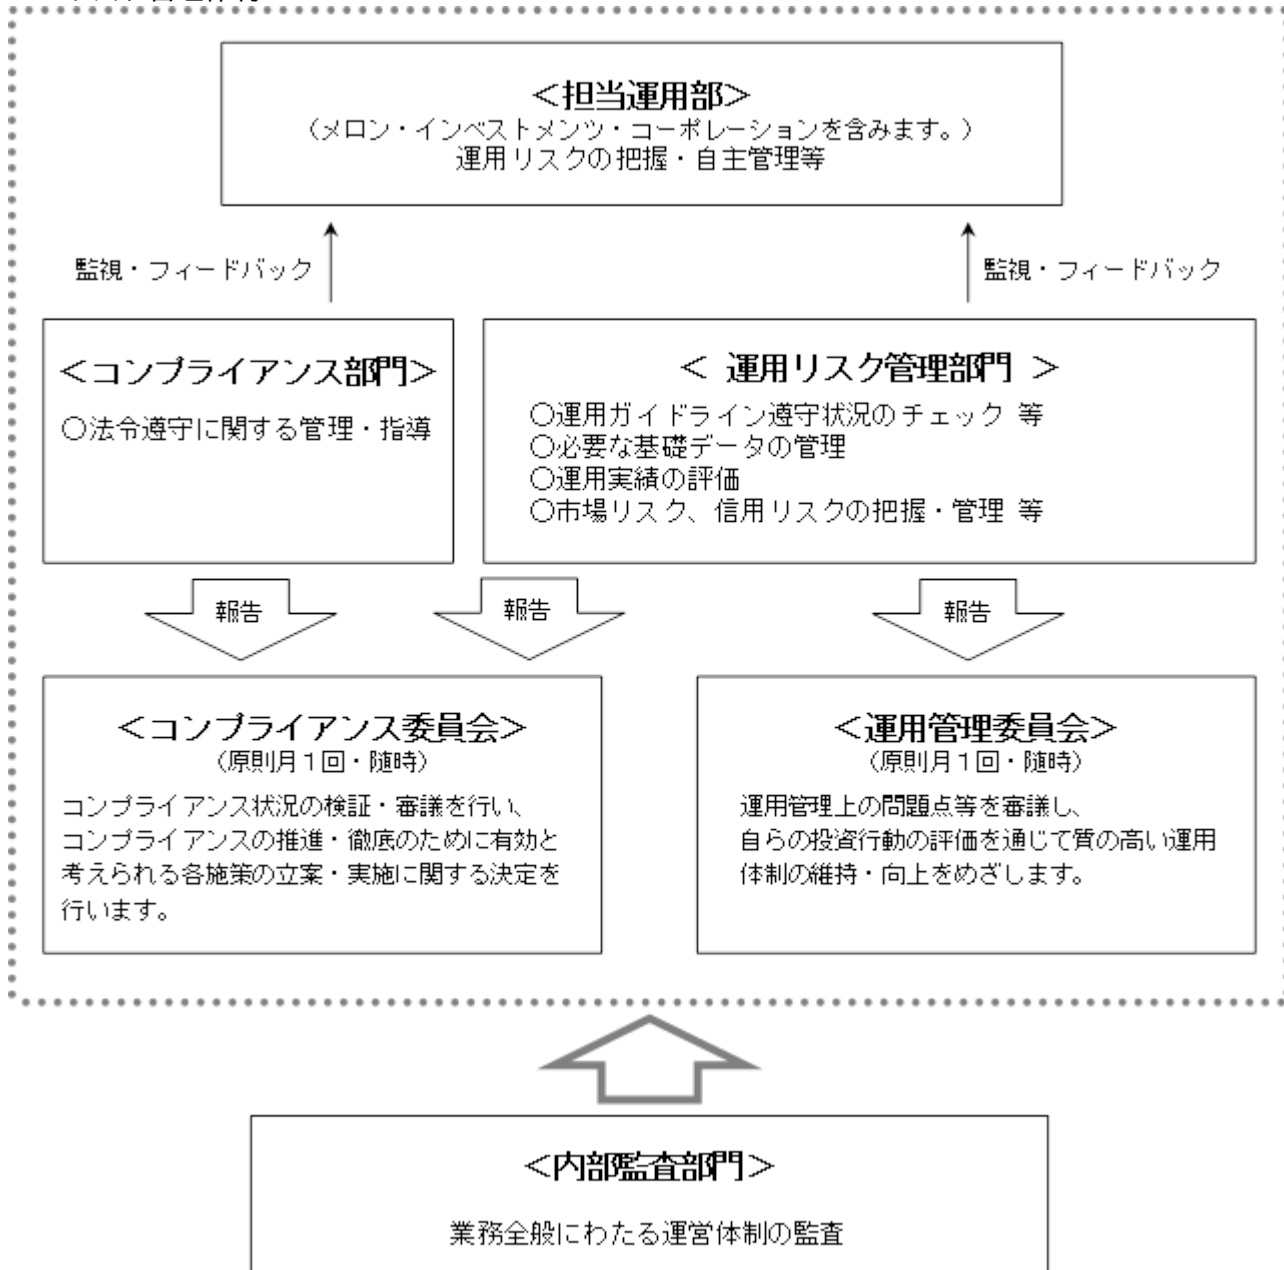 ＜担当運用部＞
（メロン・インベストメンツ・コーポレーションを含みます。）
運用リスクの把握・自主管理等
監視・フィードバック
監視・フィードバック
＜コンプライアンス部門＞
○法令遵守に関する管理・指導
＜ 運用リスク管理部門 ＞
○運用ガイドライン遵守状況のチェック 等
○必要な基礎データの管理
○運用実績の評価
○市場リスク、信用リスクの把握・管理 等
報告
報告
報告
＜コンプライアンス委員会＞
（原則月１回・随時）
コンプライアンス状況の検証・審議を行い、
コンプライアンスの推進・徹底のために有効と
考えられる各施策の立案・実施に関する決定を
行います。
＜運用管理委員会＞
（原則月１回・随時）
運用管理上の問題点等を審議し、
自らの投資行動の評価を通じて質の高い運用
体制の維持・向上をめざします。
＜内部監査部門＞
業務全般にわたる運営体制の監査